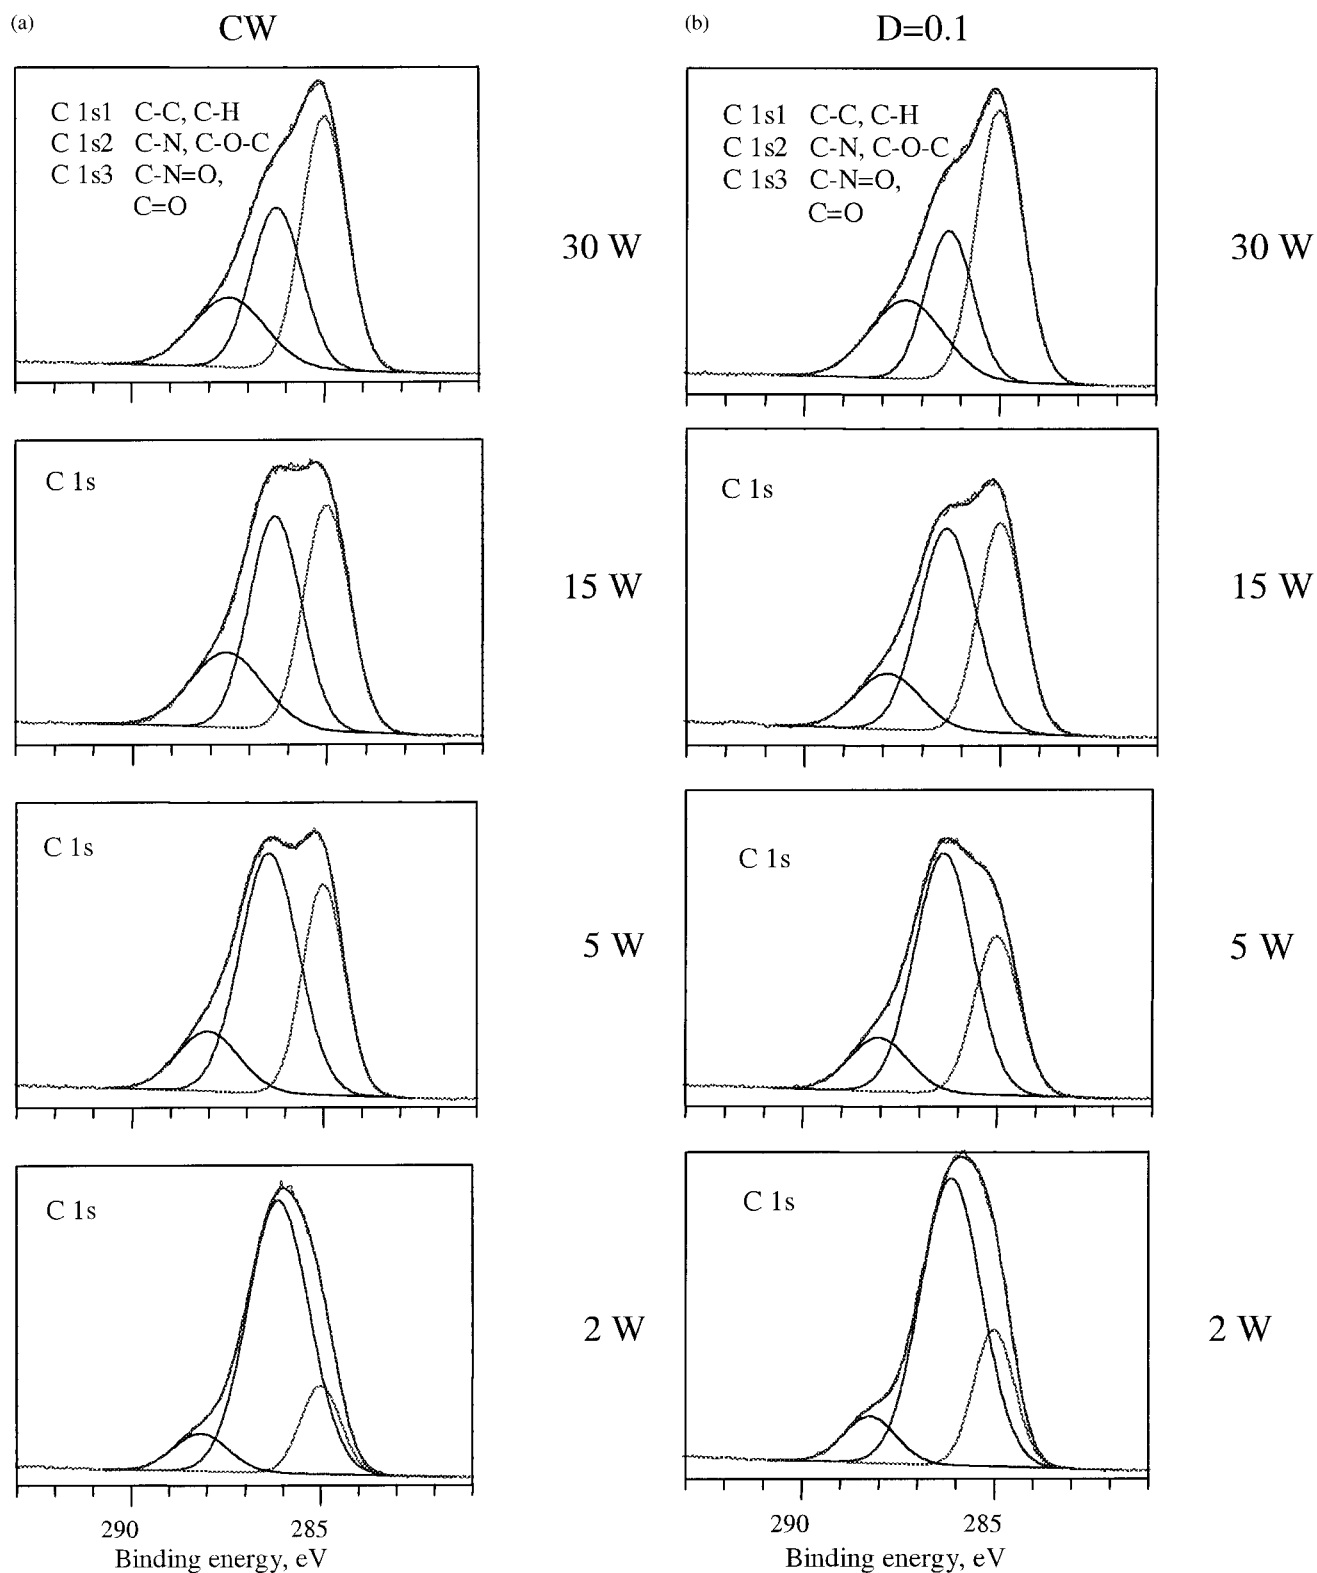 (a)
CW
C 1s1 C-C, C-H
C 1s2 C-N, C-O-C
C 1s3 C-N=O,
C=O
30 W
C 1s
15 W
C 1s
5 W
C 1s
2 W
290 285
Binding energy, eV
(b)
D=0.1
C 1s1 C-C, C-H
C 1s2 C-N, C-O-C
C 1s3 C-N=O,
C=O
30 W
C 1s
15 W
C 1s
5 W
C 1s
2 W
290 285
Binding energy, eV